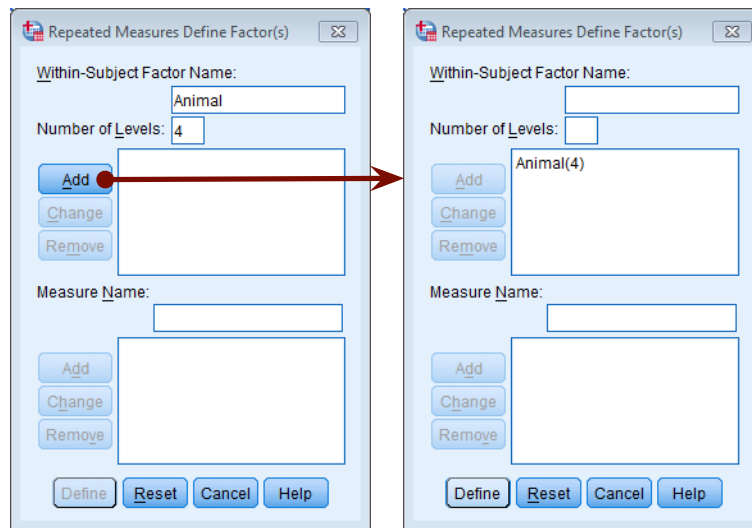 Repeated Measures Define Factor(s)
Within-Subject Factor Name:
Animal
Number of Levels: 4
Add
Change
Remove
Measure Name:
Add
Change
Remove
Define Reset Cancel Help
Repeated Measures Define Factor(s)
Within-Subject Factor Name:
Number of Levels:
Animal(4)
Add
Change
Remove
Measure Name:
Add
Change
Remove
Define Reset Cancel Help